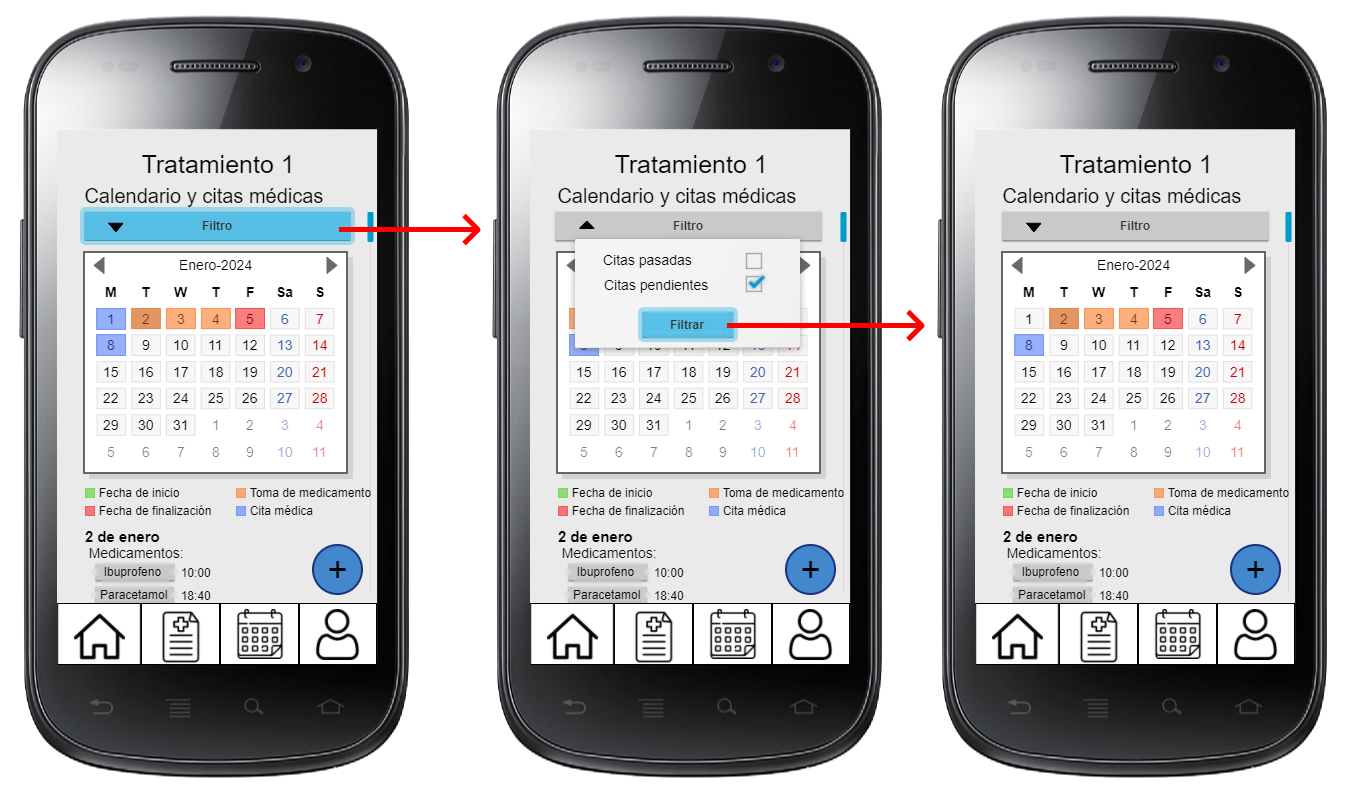 Tratamiento 1
Calendario y citas médicas
Filtro
Enero-2024
M T W T F Sa S
1 2 3 4 5 6 7
8 9 10 11 12 13 14
15 16 17 18 19 20 21
22 23 24 25 26 27 28
29 30 31 1 2 3 4
5 6 7 8 9 10 11
Fecha de inicio Toma de medicamento
Fecha de finalización Cita médica
2 de enero
Medicamentos:
Ibuprofeno 10:00
Paracetamol 18:40
+
Tratamiento 1
Calendario y citas médicas
Filtro
Citas pasadas
Citas pendientes
Filtrar
15 16 17 18 19 20 21
22 23 24 25 26 27 28
29 30 31 1 2 3 4
5 6 7 8 9 10 11
Fecha de inicio Toma de medicamento
Fecha de finalización Cita médica
2 de enero
Medicamentos:
Ibuprofeno 10:00
Paracetamol 18:40
+
Tratamiento 1
Calendario y citas médicas
Filtro
Enero-2024
M T W T F Sa S
1 2 3 4 5 6 7
8 9 10 11 12 13 14
15 16 17 18 19 20 21
22 23 24 25 26 27 28
29 30 31 1 2 3 4
5 6 7 8 9 10 11
Fecha de inicio Toma de medicamento
Fecha de finalización Cita médica
2 de enero
Medicamentos:
Ibuprofeno 10:00
Paracetamol 18:40
+